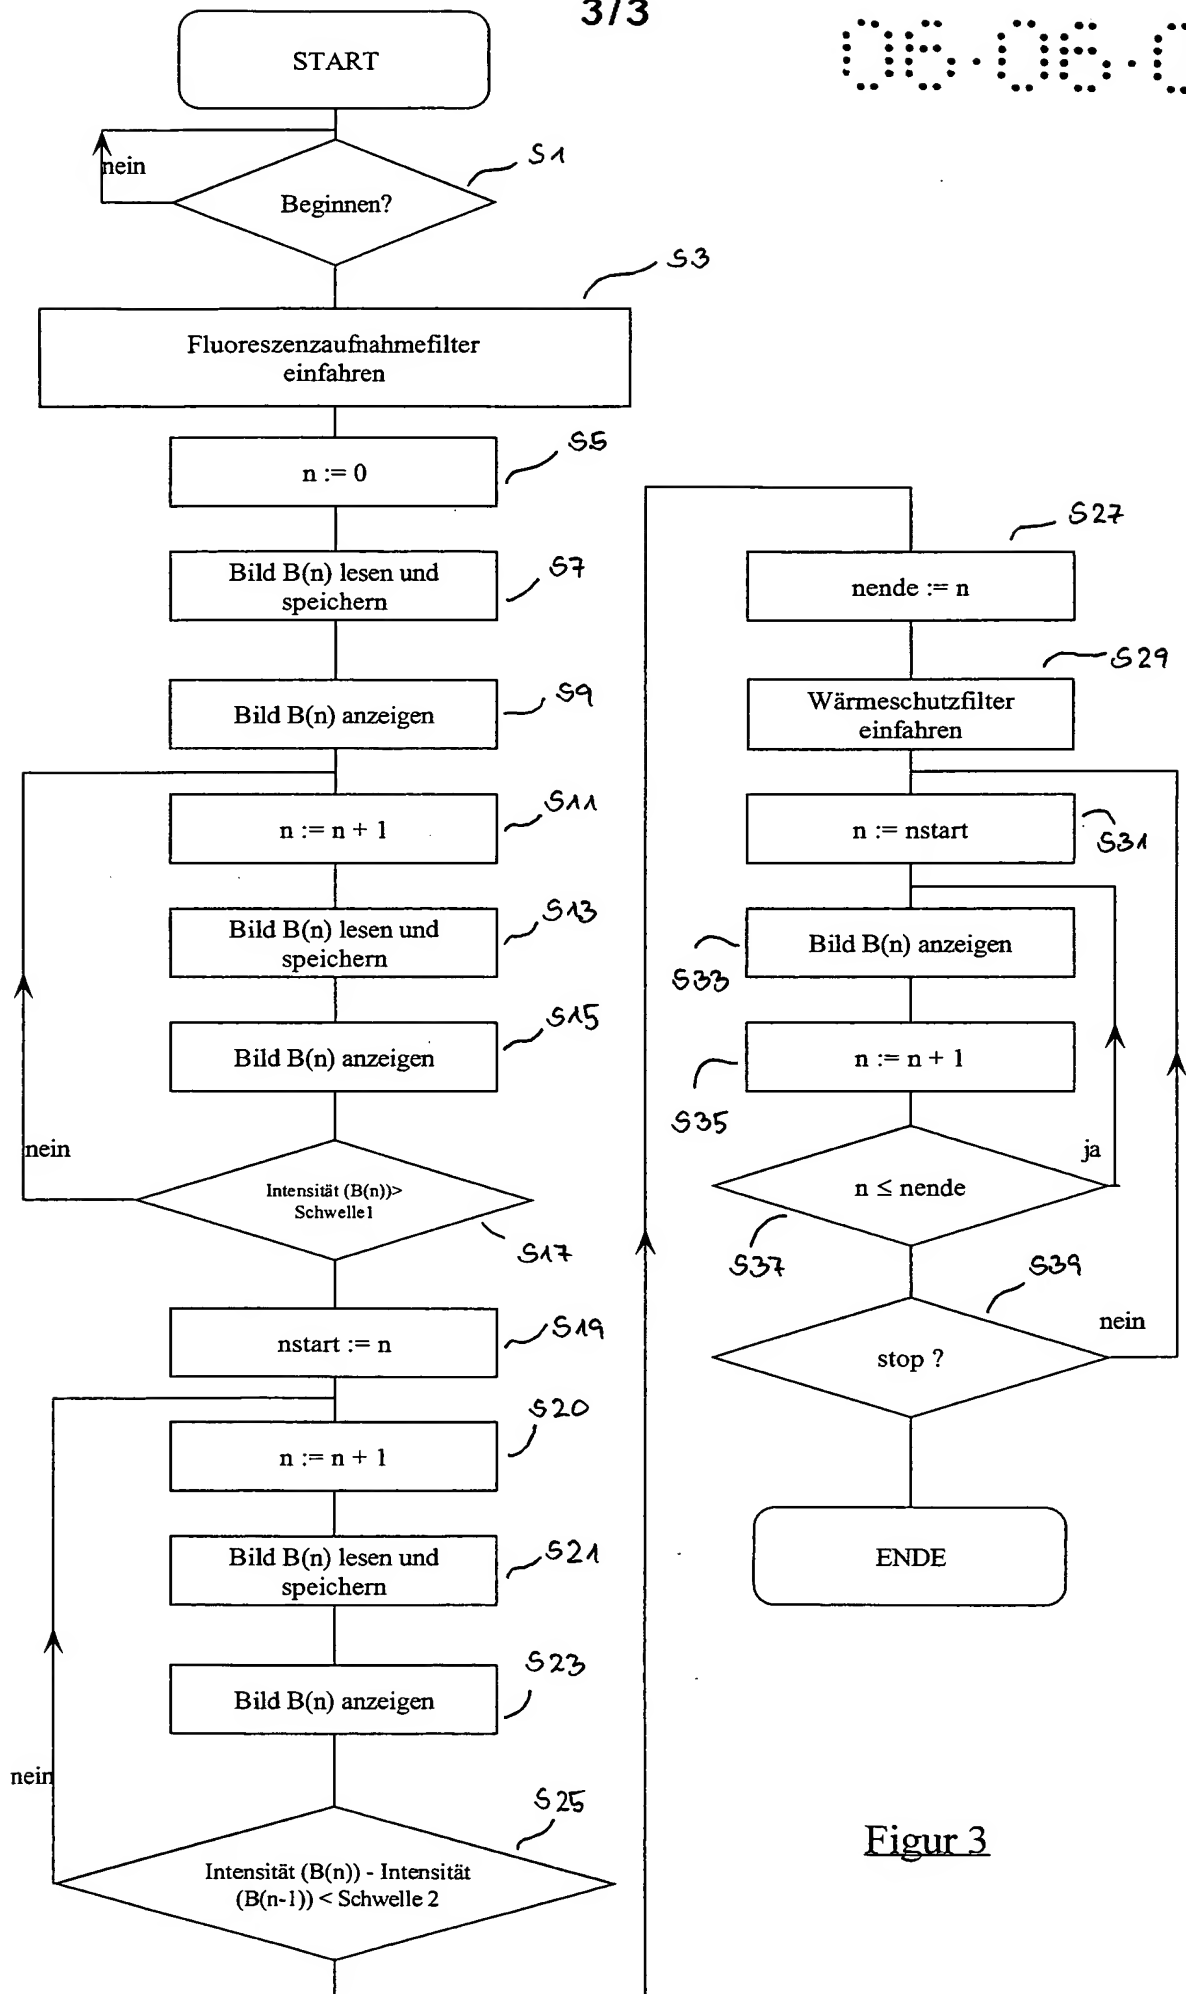 3/3
06·06·0
START
nein
S1
Beginnen?
S3
Fluoreszenzaufnahmefilter
einfahren
S5
n := 0
S7
Bild B(n) lesen und
speichern
S9
Bild B(n) anzeigen
S11
n := n + 1
S13
Bild B(n) lesen und
speichern
S15
Bild B(n) anzeigen
nein
Intensität (B(n))>
Schwelle1
S17
S19
nstart := n
S20
n := n + 1
S21
Bild B(n) lesen und
speichern
S23
Bild B(n) anzeigen
nein
S25
Intensität (B(n)) - Intensität
(B(n-1)) < Schwelle 2
S27
nende := n
S29
Wärmeschutzfilter
einfahren
n := nstart
S31
Bild B(n) anzeigen
S33
n := n + 1
S35
ja
n ≤ nende
S37
S39
nein
stop ?
ENDE
Figur 3